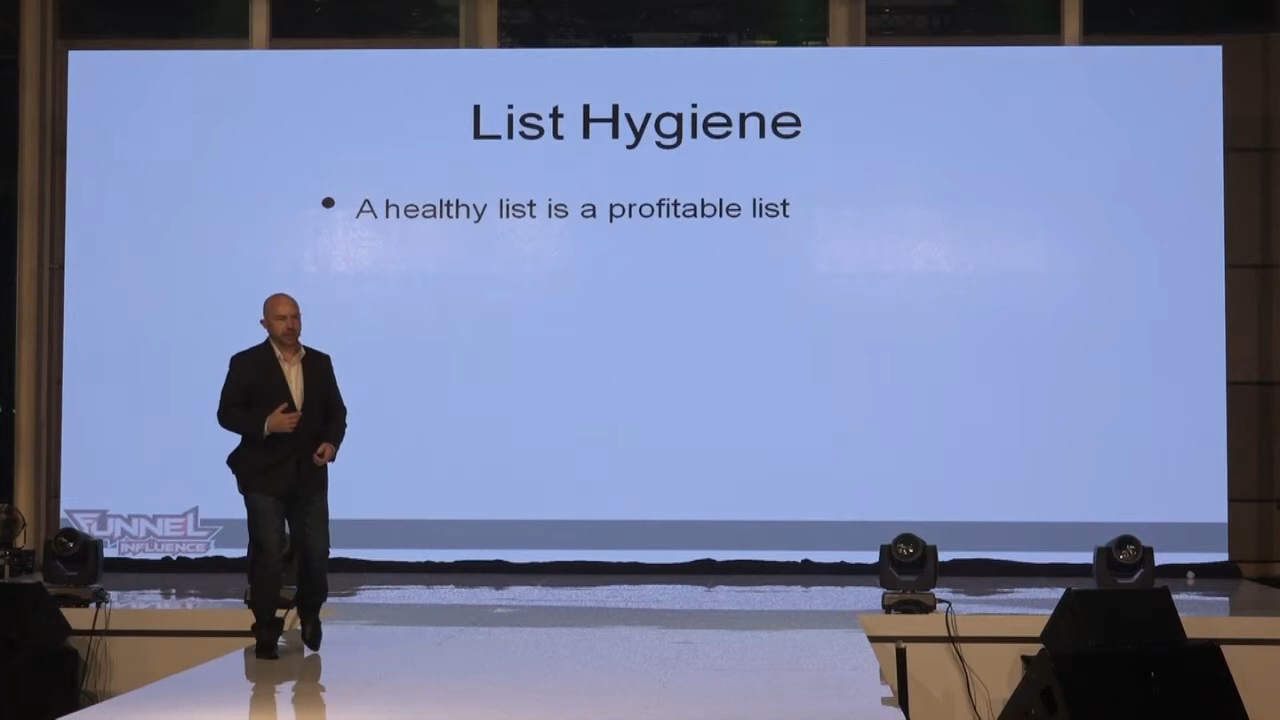 List Hygiene
• A healthy list is a profitable list
FUNNEL
INFLUENCE